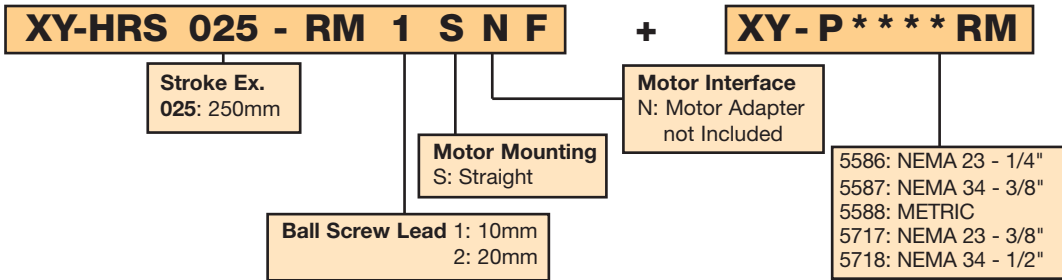 XY-HRS 025 - RM 1 S N F + XY- P * * * * RM
Stroke Ex.
025: 250mm
Motor Interface
N: Motor Adapter
not Included
Motor Mounting
S: Straight
Ball Screw Lead 1: 10mm
2: 20mm
5586: NEMA 23 - 1/4"
5587: NEMA 34 - 3/8"
5588: METRIC
5717: NEMA 23 - 3/8"
5718: NEMA 34 - 1/2"